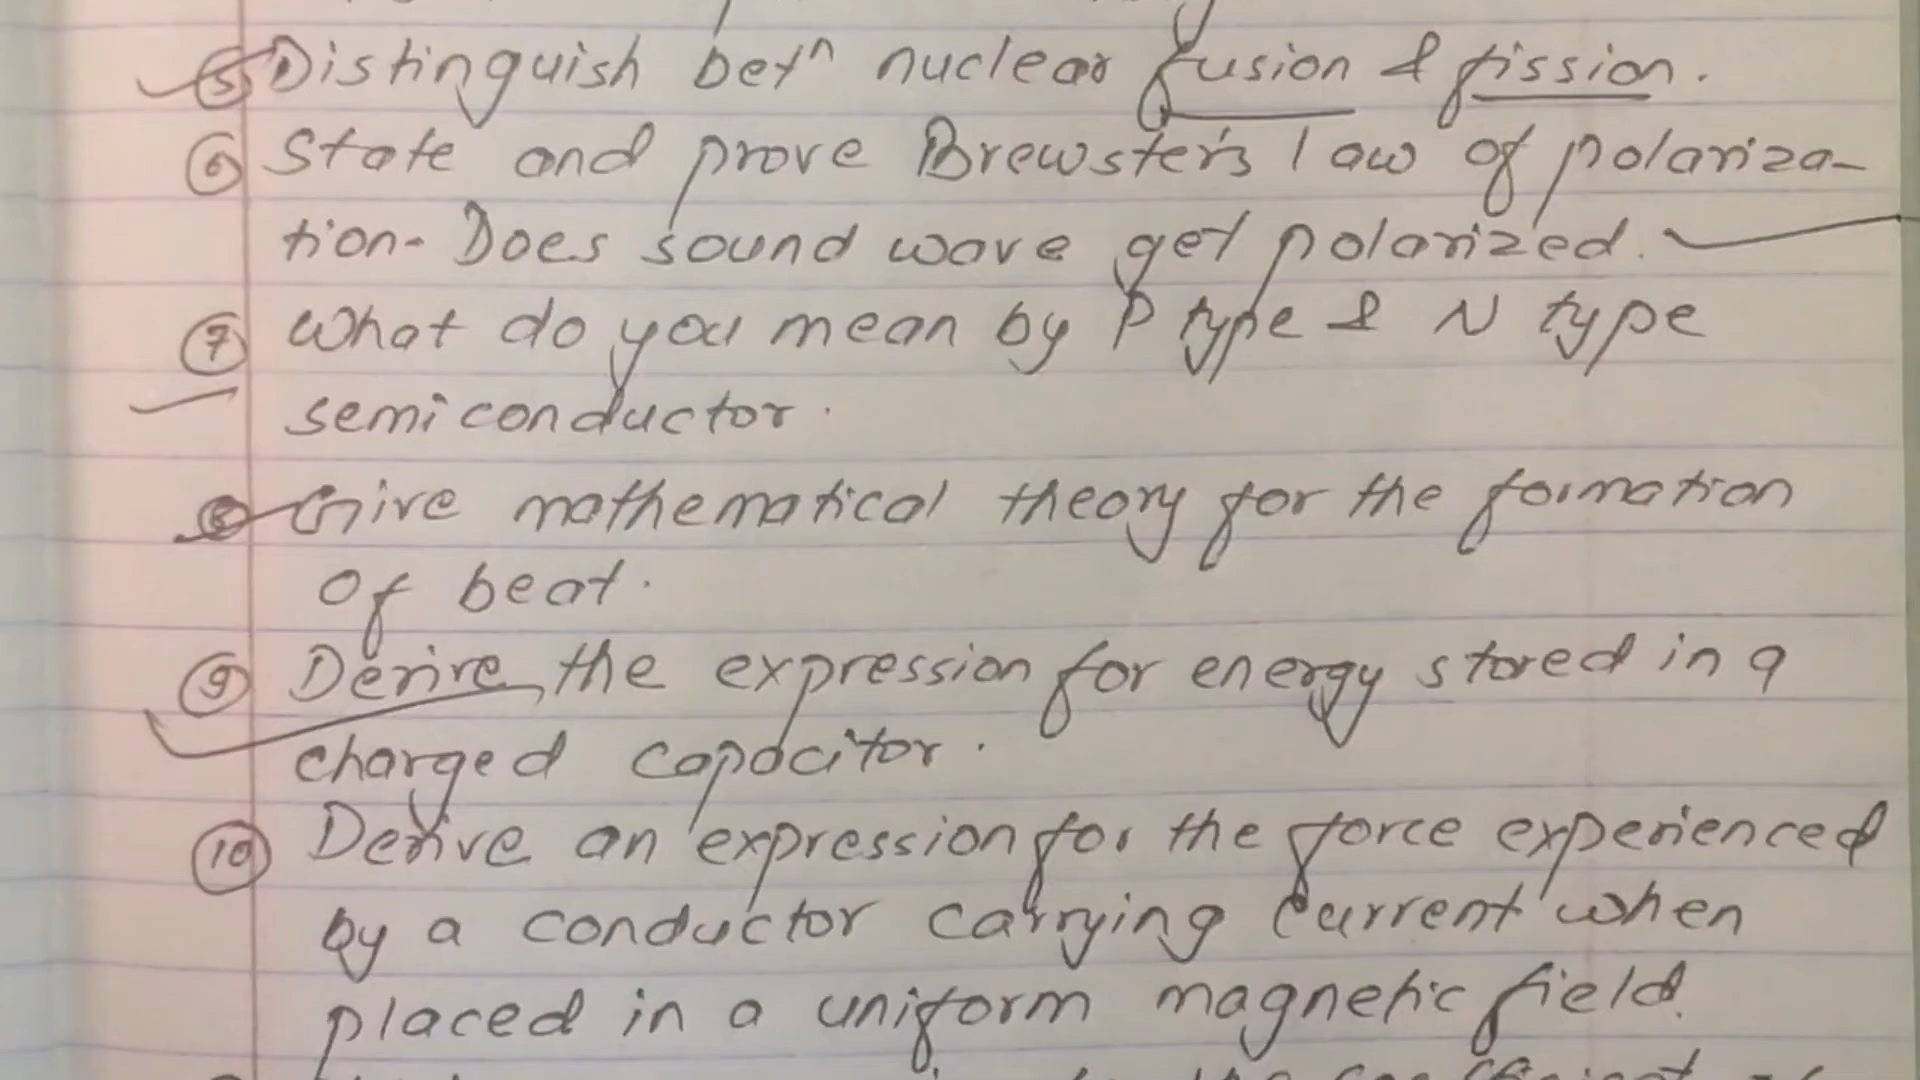 ⑤ Distinguish betⁿ nuclear fusion & fission.
⑥ State and prove Brewster's law of polariza-
tion. Does sound wave get polarized.
⑦ What do you mean by P type & N type
semiconductor.
⑧ Give mathematical theory for the formation
of beat.
⑨ Derive the expression for energy stored in a
charged capacitor.
⑩ Derive an expression for the force experienced
by a conductor carrying current when
placed in a uniform magnetic field.